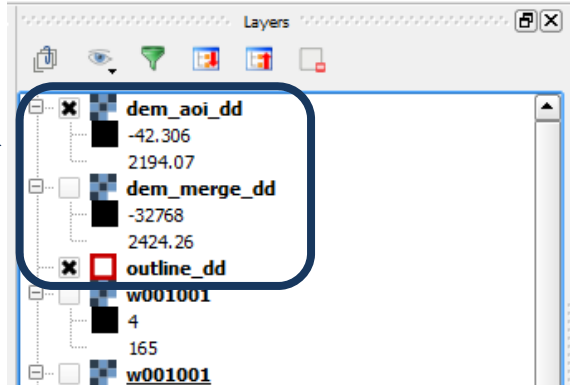 Layers
dem_aoi_dd
-42.306
2194.07
dem_merge_dd
-32768
2424.26
outline_dd
w001001
4
165
w001001